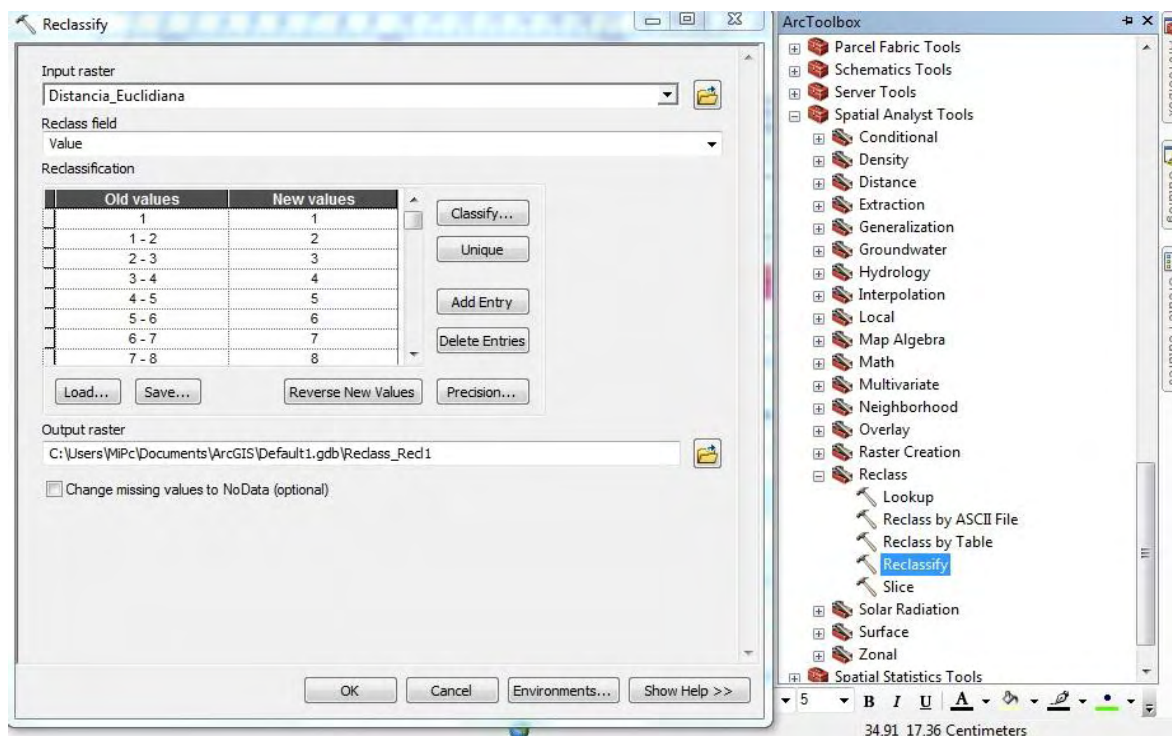 Reclassify
Input raster
Distancia_Euclidiana
Reclass field
Value
Reclassification
Old values New values
1 1
1 - 2 2
2 - 3 3
3 - 4 4
4 - 5 5
5 - 6 6
6 - 7 7
7 - 8 8
Classify...
Unique
Add Entry
Delete Entries
Load... Save... Reverse New Values Precision...
Output raster
C:\Users\MiPc\Documents\ArcGIS\Default1.gdb\Reclass_Recl1
Change missing values to NoData (optional)
OK Cancel Environments... Show Help >>
ArcToolbox
Parcel Fabric Tools
Schematics Tools
Server Tools
Spatial Analyst Tools
Conditional
Density
Distance
Extraction
Generalization
Groundwater
Hydrology
Interpolation
Local
Map Algebra
Math
Multivariate
Neighborhood
Overlay
Raster Creation
Reclass
Lookup
Reclass by ASCII File
Reclass by Table
Reclassify
Slice
Solar Radiation
Surface
Zonal
Spatial Statistics Tools
5 B I U A
34.91 17.36 Centimeters